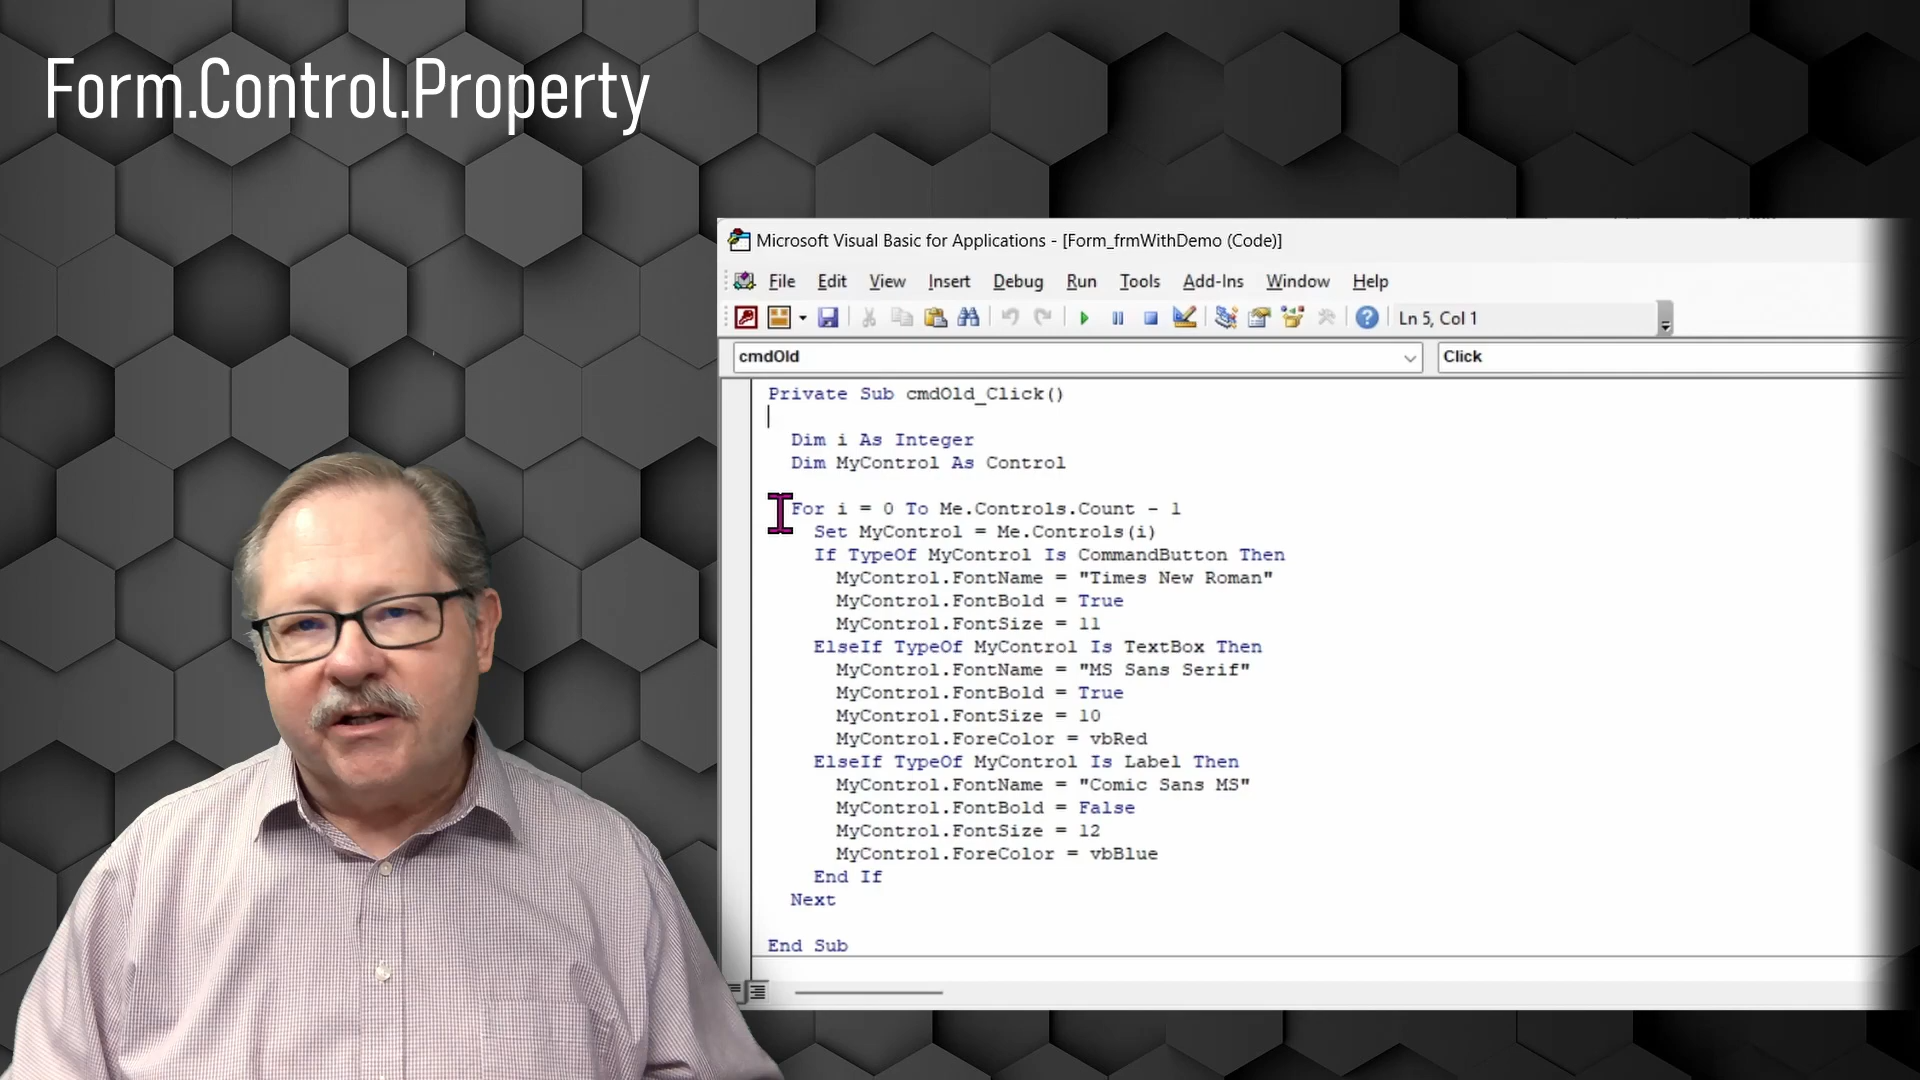 Form.Control.Property
Microsoft Visual Basic for Applications - [Form_frmWithDemo (Code)]
File Edit View Insert Debug Run Tools Add-Ins Window Help
Ln 5, Col 1
cmdOld Click
Private Sub cmdOld_Click()
Dim i As Integer
Dim MyControl As Control
For i = 0 To Me.Controls.Count - 1
Set MyControl = Me.Controls(i)
If TypeOf MyControl Is CommandButton Then
MyControl.FontName = "Times New Roman"
MyControl.FontBold = True
MyControl.FontSize = 11
ElseIf TypeOf MyControl Is TextBox Then
MyControl.FontName = "MS Sans Serif"
MyControl.FontBold = True
MyControl.FontSize = 10
MyControl.ForeColor = vbRed
ElseIf TypeOf MyControl Is Label Then
MyControl.FontName = "Comic Sans MS"
MyControl.FontBold = False
MyControl.FontSize = 12
MyControl.ForeColor = vbBlue
End If
Next
End Sub